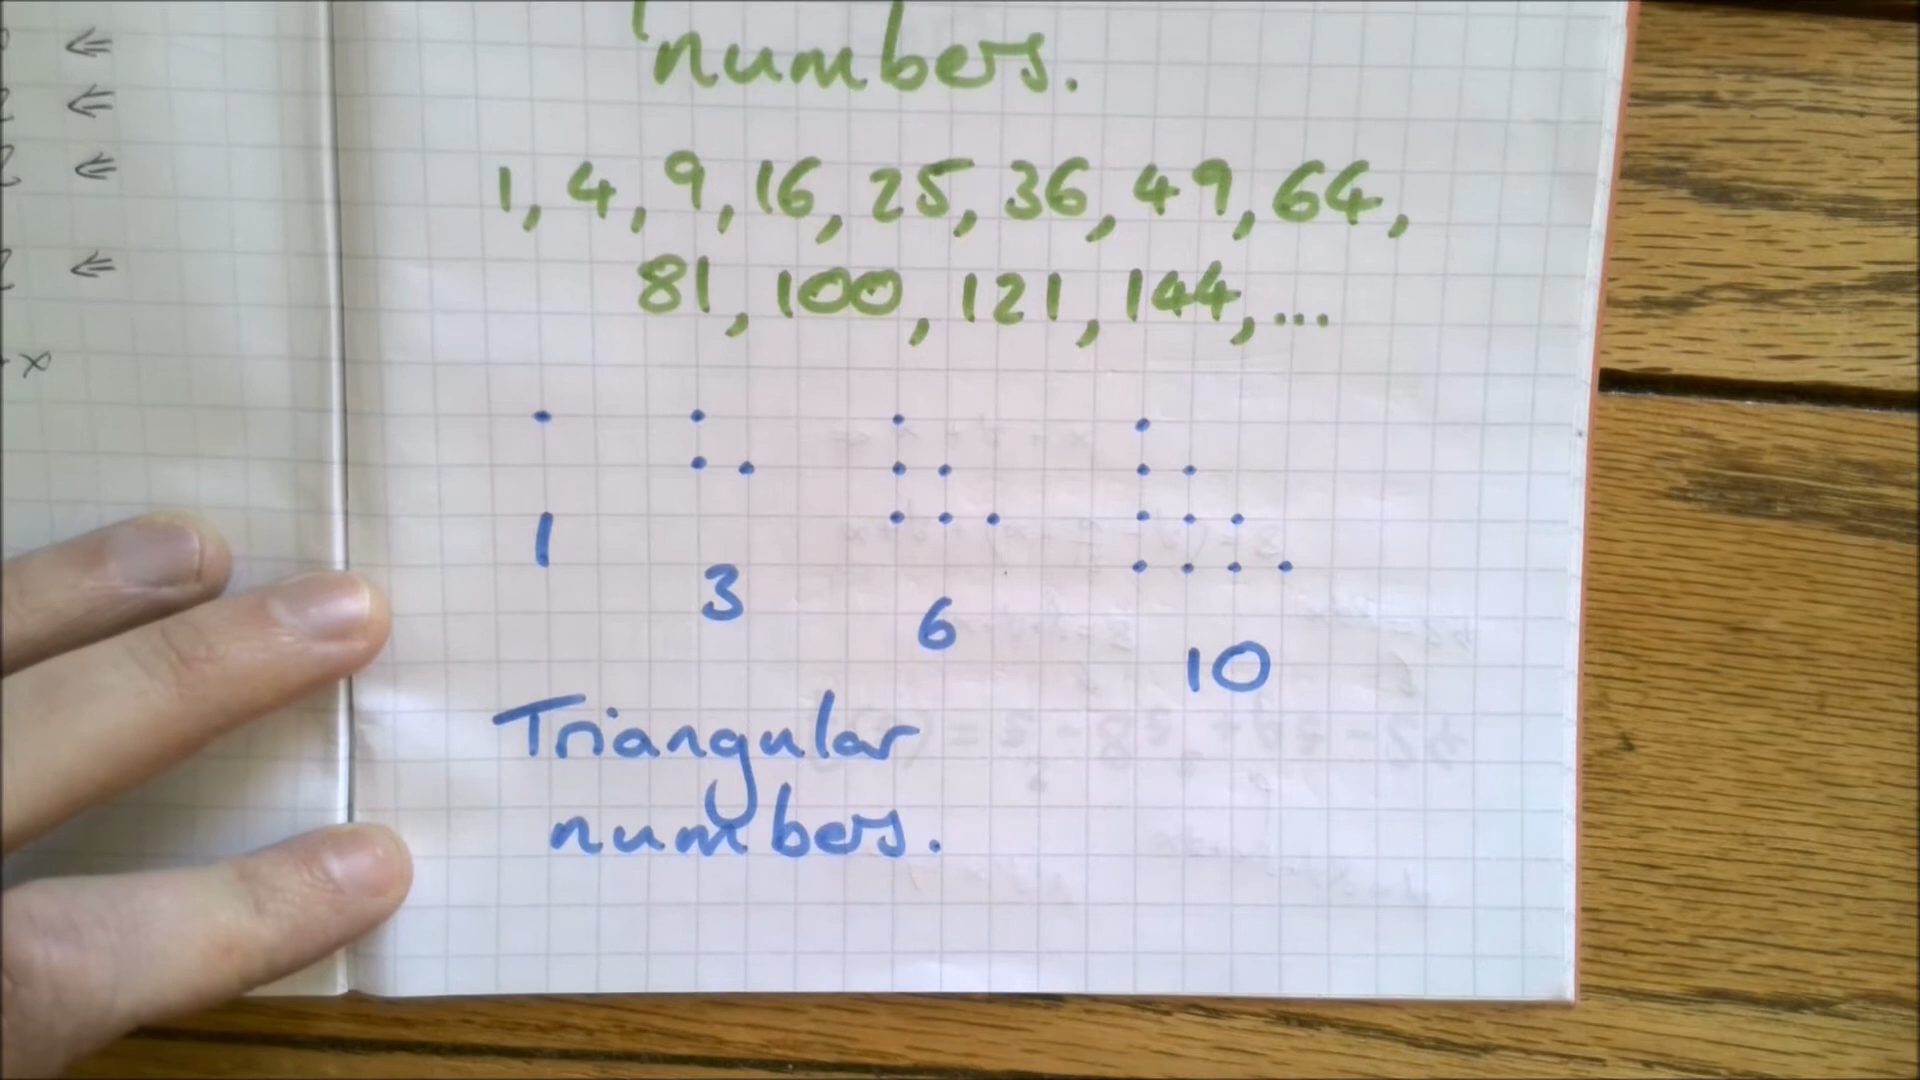 numbers.
1, 4, 9, 16, 25, 36, 49, 64,
81, 100, 121, 144, ...
1
3
6
10
Triangular
numbers.